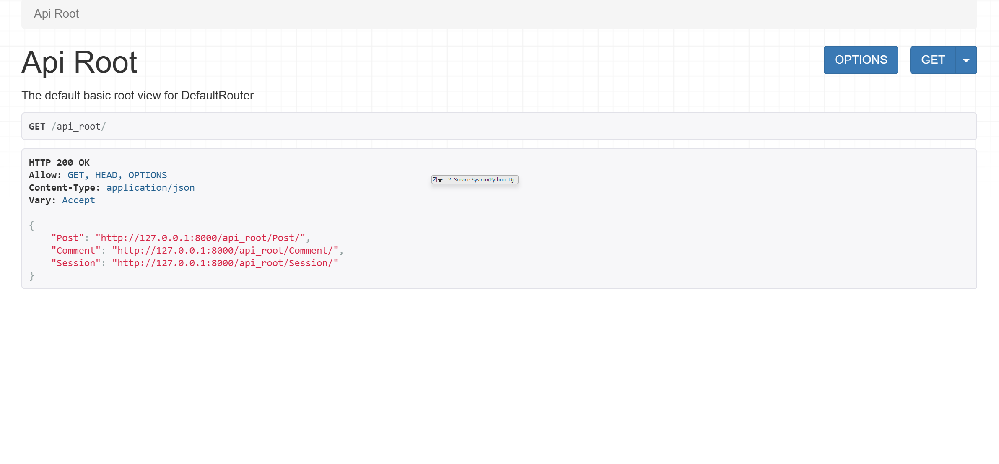 Api Root
Api Root
OPTIONS
GET
The default basic root view for DefaultRouter
GET /api_root/
HTTP 200 OK
Allow: GET, HEAD, OPTIONS
Content-Type: application/json
Vary: Accept
기능 - 2. Service System(Python, Dj...
{
    "Post": "http://127.0.0.1:8000/api_root/Post/",
    "Comment": "http://127.0.0.1:8000/api_root/Comment/",
    "Session": "http://127.0.0.1:8000/api_root/Session/"
}